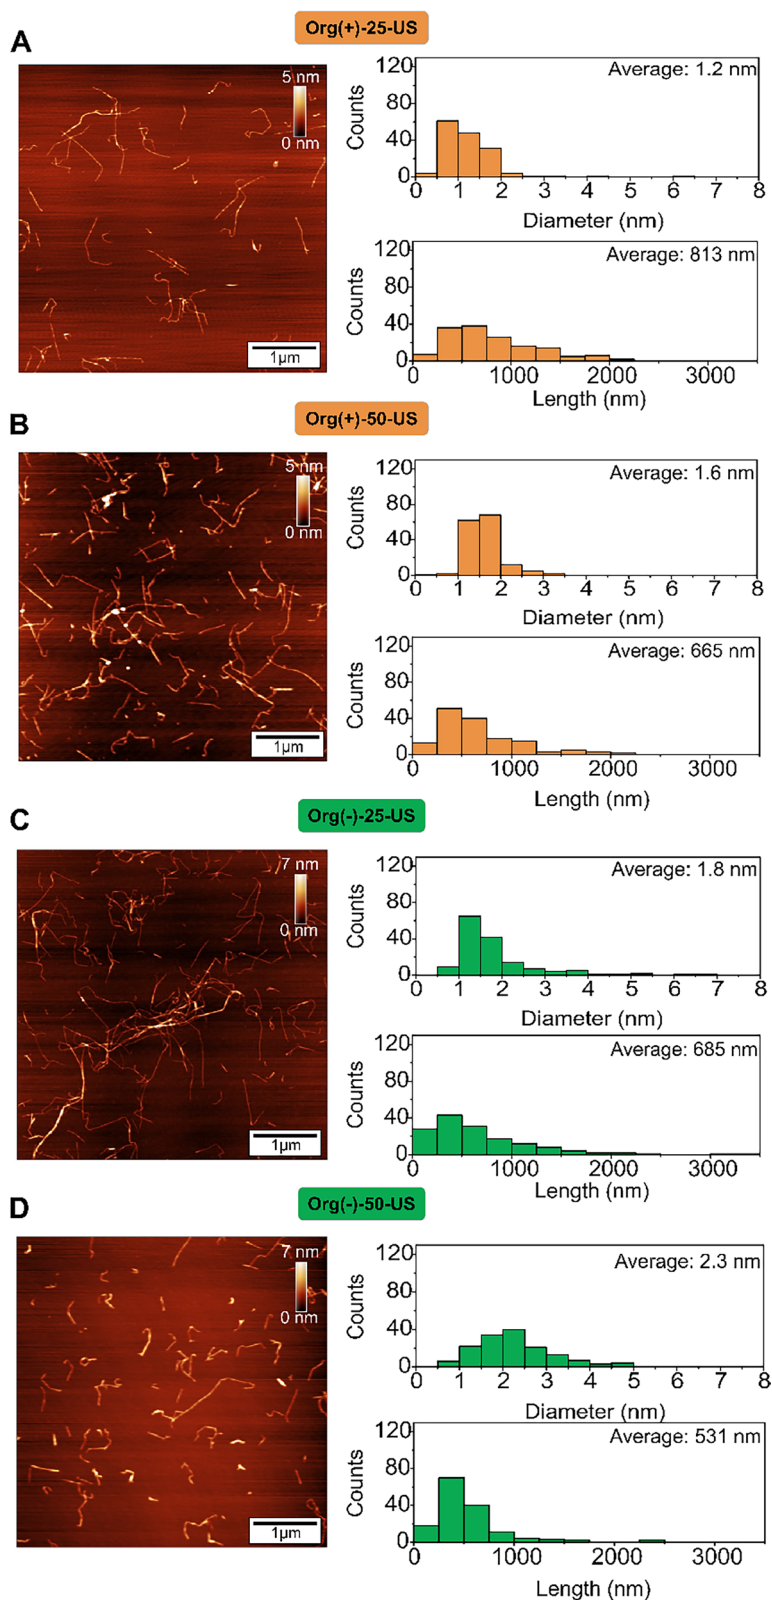 Org(+)-25-US
A
5 nm
0 nm
1µm
Average: 1.2 nm
120
80
40
0
Counts
0 1 2 3 4 5 6 7 8
Diameter (nm)
Average: 813 nm
120
80
40
0
Counts
0 1000 2000 3000
Length (nm)
Org(+)-50-US
B
5 nm
0 nm
1µm
Average: 1.6 nm
120
80
40
0
Counts
0 1 2 3 4 5 6 7 8
Diameter (nm)
Average: 665 nm
120
80
40
0
Counts
0 1000 2000 3000
Length (nm)
Org(-)-25-US
C
7 nm
0 nm
1µm
Average: 1.8 nm
120
80
40
0
Counts
0 1 2 3 4 5 6 7 8
Diameter (nm)
Average: 685 nm
120
80
40
0
Counts
0 1000 2000 3000
Length (nm)
Org(-)-50-US
D
7 nm
0 nm
1µm
Average: 2.3 nm
120
80
40
0
Counts
0 1 2 3 4 5 6 7 8
Diameter (nm)
Average: 531 nm
120
80
40
0
Counts
0 1000 2000 3000
Length (nm)